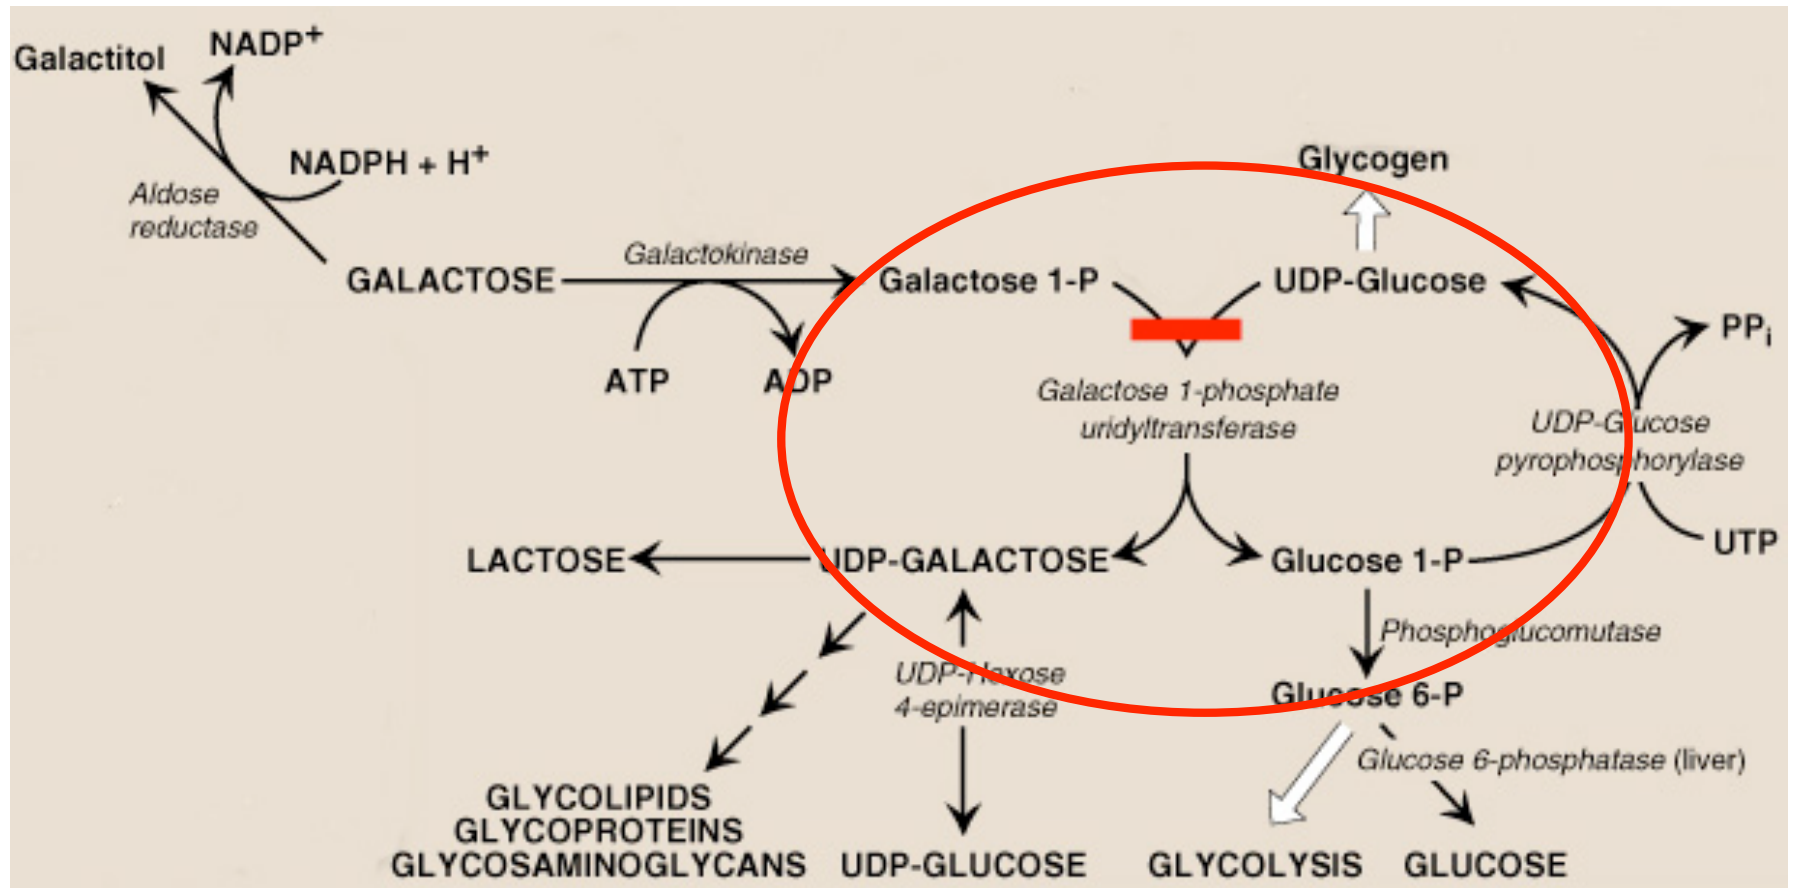 Galactitol
NADP+
NADPH + H+
Aldose
reductase
Glycogen
GALACTOSE
Galactokinase
Galactose 1-P
UDP-Glucose
ATP
ADP
PPi
Galactose 1-phosphate
uridyltransferase
UDP-Glucose
pyrophosphorylase
UTP
LACTOSE
UDP-GALACTOSE
Glucose 1-P
Phosphoglucomutase
UDP-Hexose
4-epimerase
Glucose 6-P
Glucose 6-phosphatase (liver)
GLYCOLIPIDS
GLYCOPROTEINS
GLYCOSAMINOGLYCANS
UDP-GLUCOSE
GLYCOLYSIS
GLUCOSE